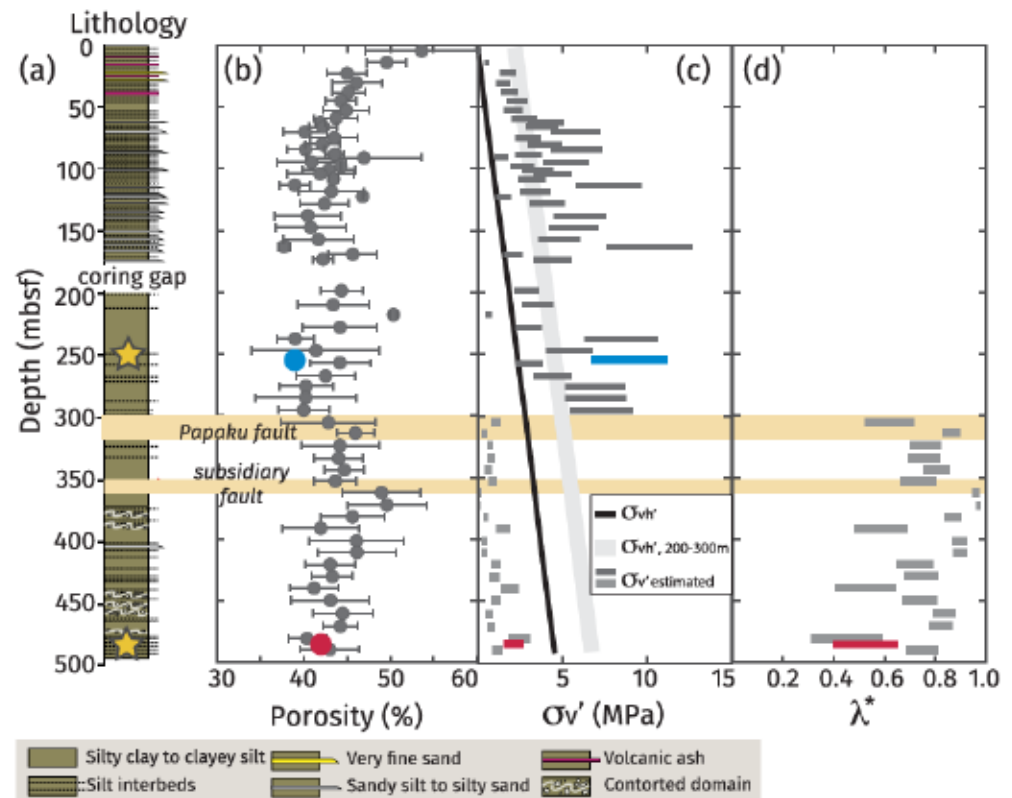 Lithology
(a)
(b)
(c)
(d)
0
50
100
150
coring gap
200
250
300
350
400
450
500
Depth (mbsf)
Papaku fault
subsidiary
fault
σvh'
σvh', 200-300m
σv' estimated
30 40 50 60
5 10 15
0.2 0.4 0.6 0.8 1.0
Porosity (%)
σv' (MPa)
λ*
Silty clay to clayey silt
Very fine sand
Volcanic ash
Silt interbeds
Sandy silt to silty sand
Contorted domain